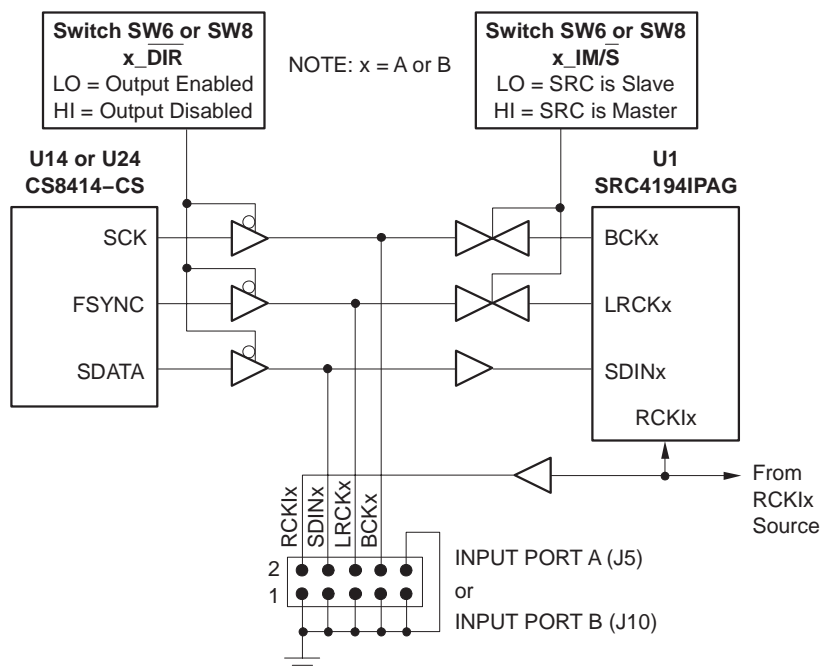 Switch SW6 or SW8
x_DIR
LO = Output Enabled
HI = Output Disabled
NOTE: x = A or B
Switch SW6 or SW8
x_IM/S
LO = SRC is Slave
HI = SRC is Master
U14 or U24
CS8414–CS
U1
SRC4194IPAG
SCK
BCKx
FSYNC
LRCKx
SDATA
SDINx
RCKIx
From
RCKIx
Source
RCKIx
SDINx
LRCKx
BCKx
2
1
INPUT PORT A (J5)
or
INPUT PORT B (J10)